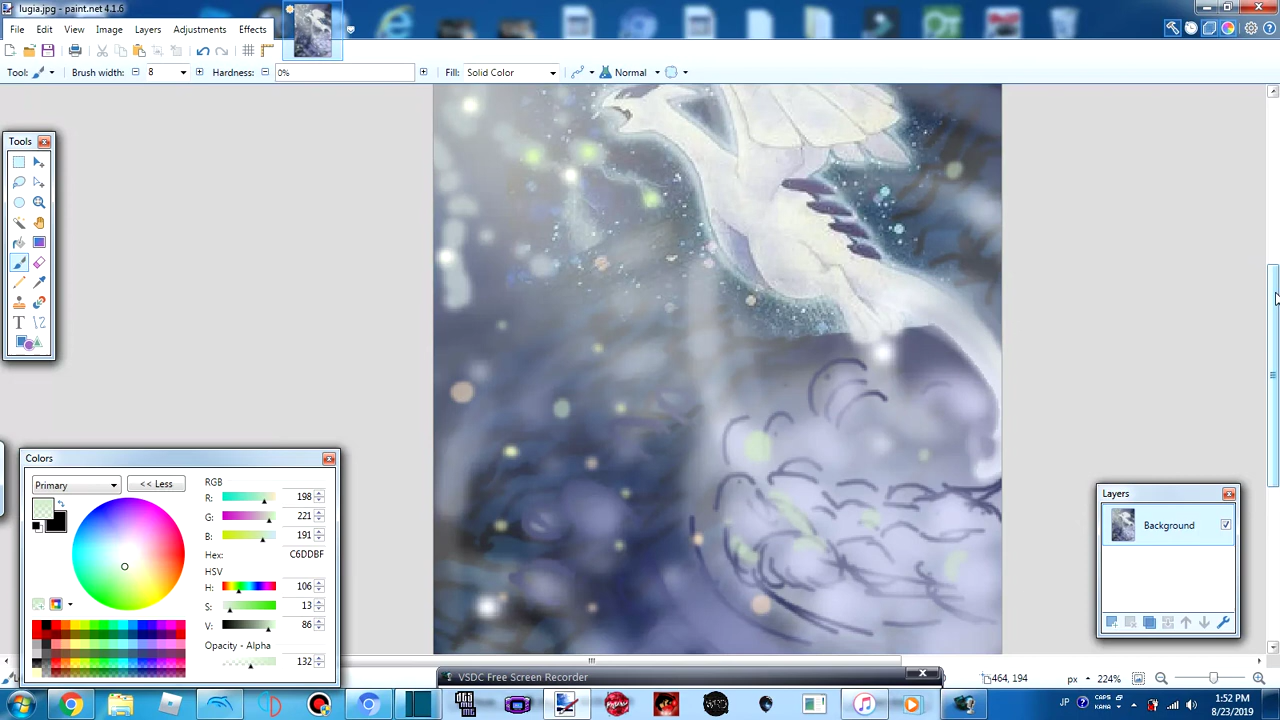 lugia.jpg - paint.net 4.1.6
File Edit View Image Layers Adjustments Effects
Tool: Brush width: 8 Hardness: 0% Fill: Solid Color Normal
Tools
Colors
Primary << Less
RGB
R: 198
G: 221
B: 191
Hex: C6DDBF
HSV
H: 106
S: 13
V: 86
Opacity - Alpha
132
Layers
Background
VSDC Free Screen Recorder
464, 194 px 224%
JP CAPS KANA 1:52 PM
8/23/2019